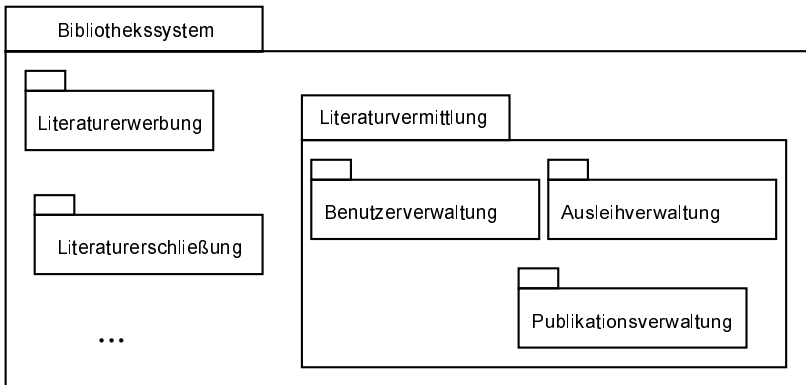 Bibliothekssystem
Literaturerwerbung
Literaturerschließung
...
Literaturvermittlung
Benutzerverwaltung
Ausleihverwaltung
Publikationsverwaltung